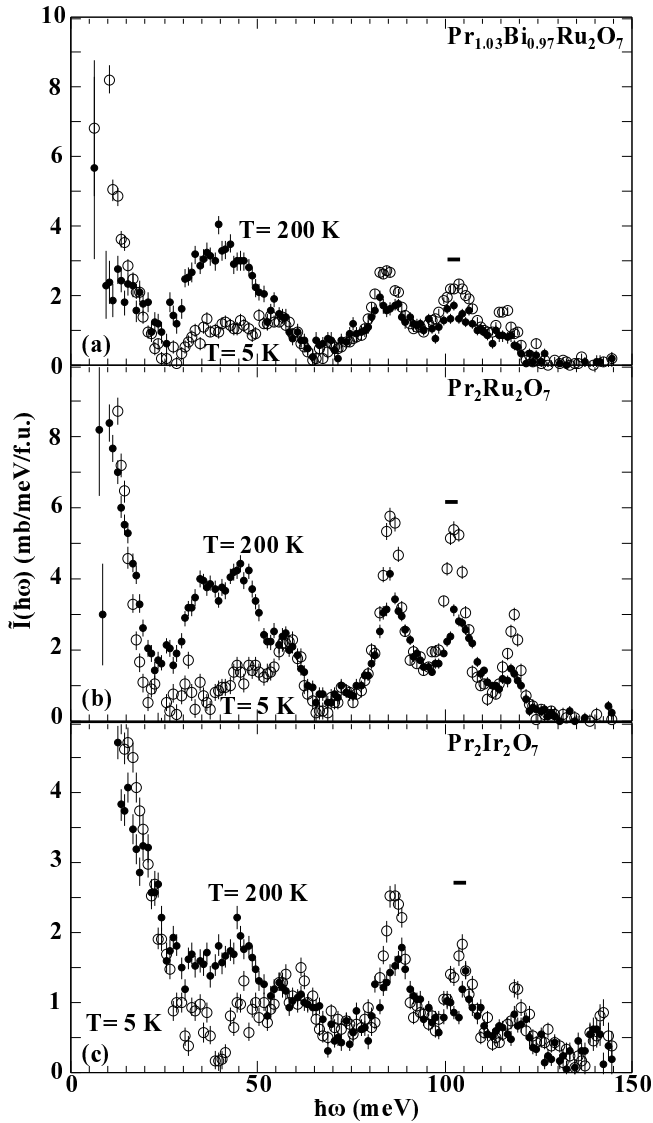 10
Pr1.03Bi0.97Ru2O7
8
6
4
T= 200 K
2
T= 5 K
(a)
0
Pr2Ru2O7
8
6
T= 200 K
4
2
T= 5 K
(b)
0
Ĩ(ħω) (mb/meV/f.u.)
Pr2Ir2O7
4
3
T= 200 K
2
1
T= 5 K
(c)
0
0 50 100 150
ħω (meV)